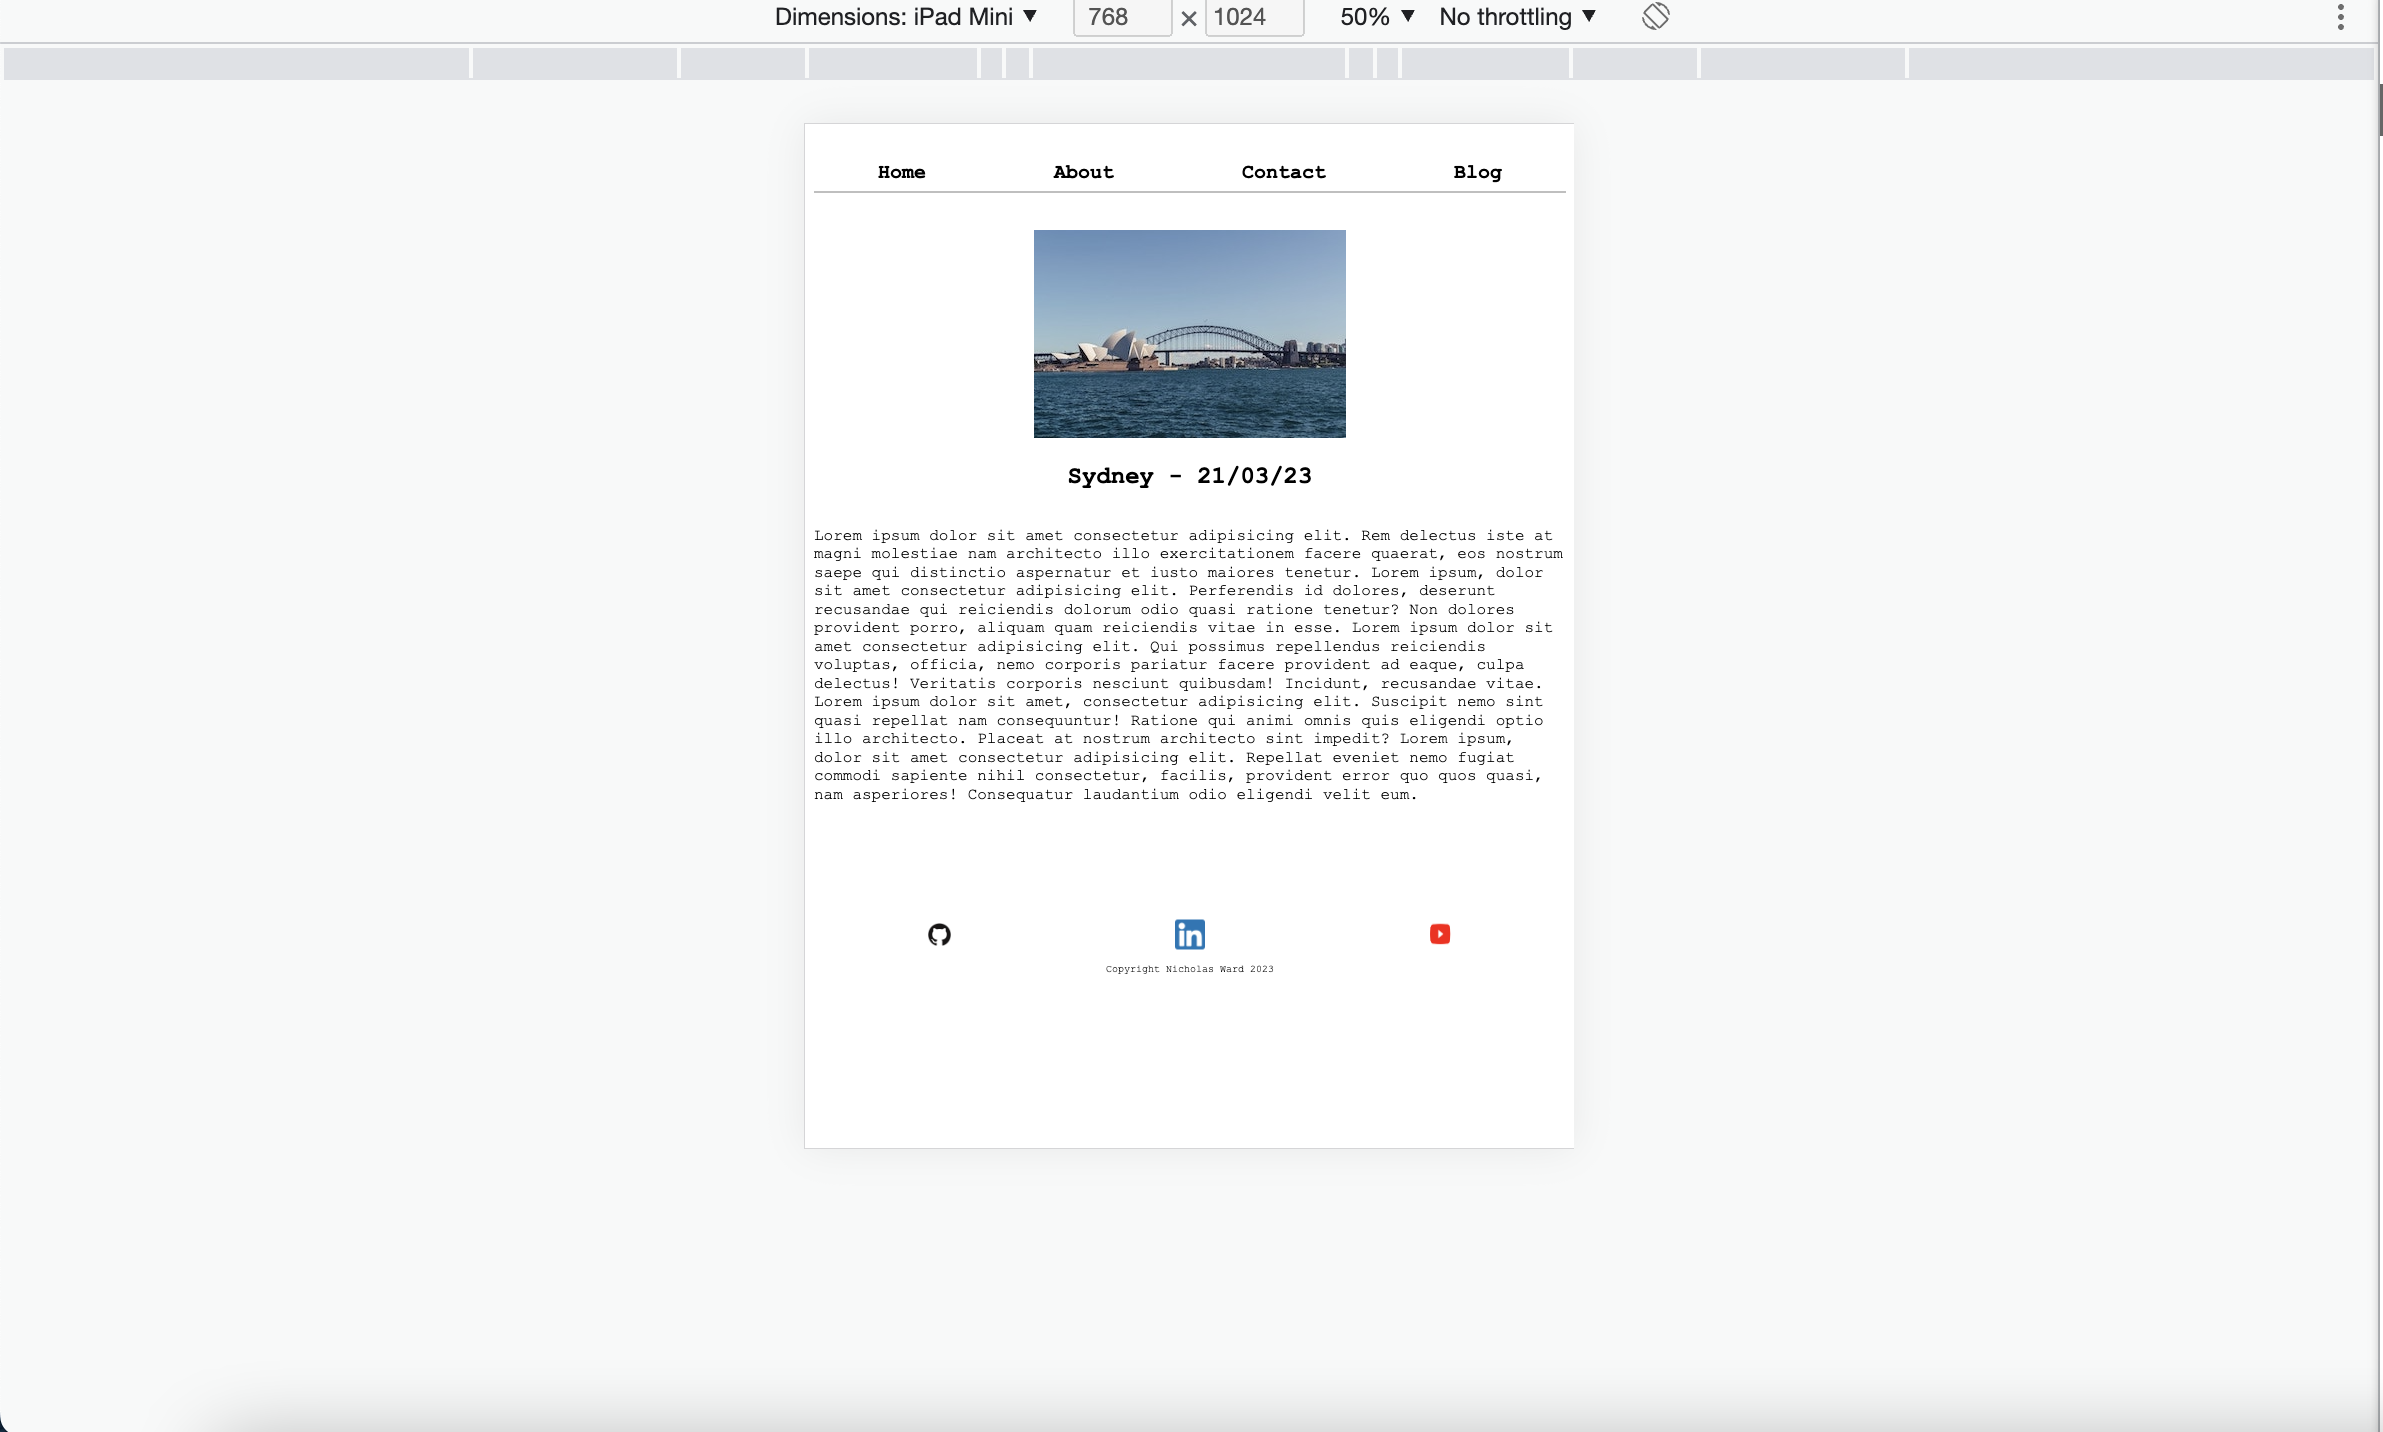 Dimensions: iPad Mini ▼ 768 × 1024 50% ▼ No throttling ▼
Home About Contact Blog
Sydney - 21/03/23
Lorem ipsum dolor sit amet consectetur adipisicing elit. Rem delectus iste at
magni molestiae nam architecto illo exercitationem facere quaerat, eos nostrum
saepe qui distinctio aspernatur et iusto maiores tenetur. Lorem ipsum, dolor
sit amet consectetur adipisicing elit. Perferendis id dolores, deserunt
recusandae qui reiciendis dolorum odio quasi ratione tenetur? Non dolores
provident porro, aliquam quam reiciendis vitae in esse. Lorem ipsum dolor sit
amet consectetur adipisicing elit. Qui possimus repellendus reiciendis
voluptas, officia, nemo corporis pariatur facere provident ad eaque, culpa
delectus! Veritatis corporis nesciunt quibusdam! Incidunt, recusandae vitae.
Lorem ipsum dolor sit amet, consectetur adipisicing elit. Suscipit nemo sint
quasi repellat nam consequuntur! Ratione qui animi omnis quis eligendi optio
illo architecto. Placeat at nostrum architecto sint impedit? Lorem ipsum,
dolor sit amet consectetur adipisicing elit. Repellat eveniet nemo fugiat
commodi sapiente nihil consectetur, facilis, provident error quo quos quasi,
nam asperiores! Consequatur laudantium odio eligendi velit eum.
in
Copyright Nicholas Ward 2023